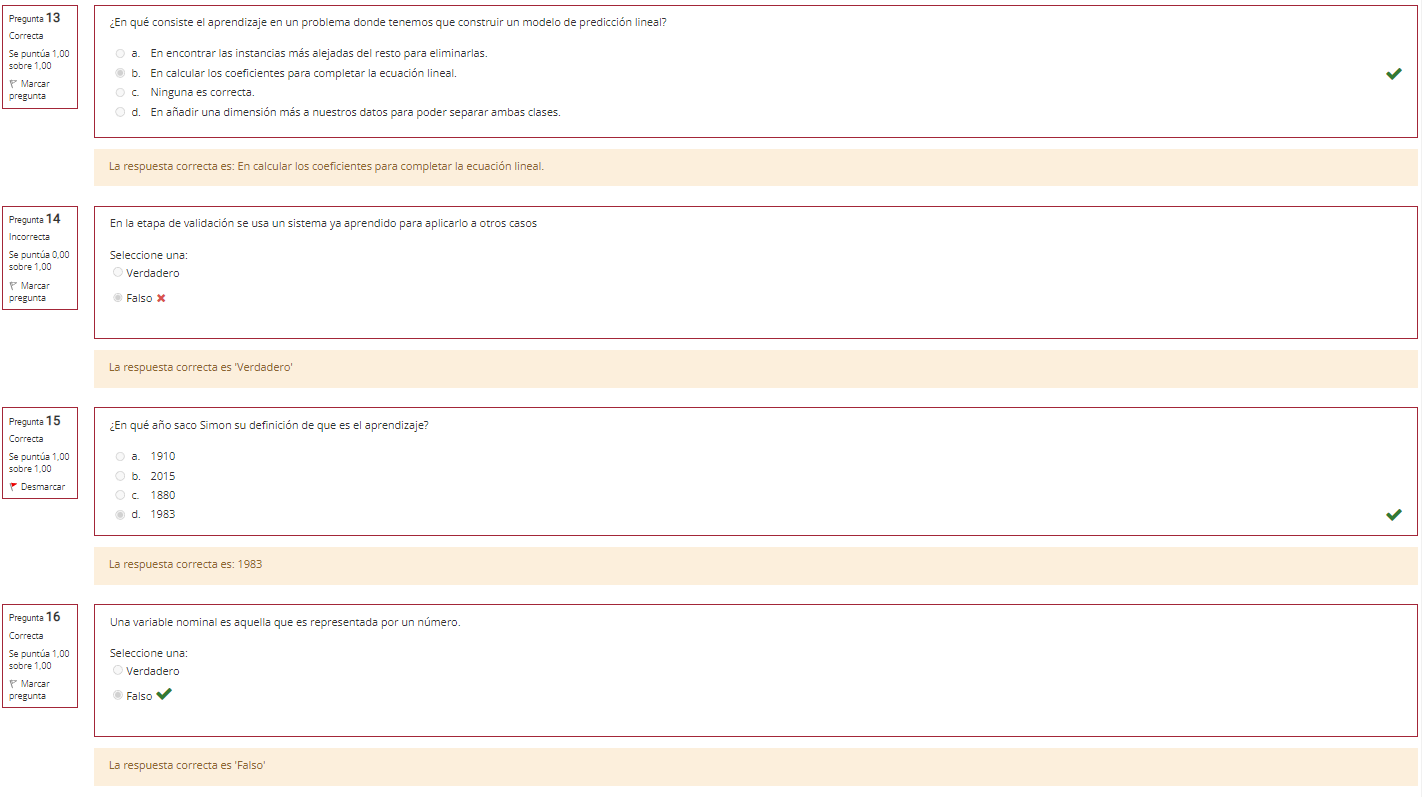 Pregunta 13
Correcta
Se puntúa 1,00
sobre 1,00
Marcar
pregunta
¿En qué consiste el aprendizaje en un problema donde tenemos que construir un modelo de predicción lineal?
a. En encontrar las instancias más alejadas del resto para eliminarlas.
b. En calcular los coeficientes para completar la ecuación lineal.
c. Ninguna es correcta.
d. En añadir una dimensión más a nuestros datos para poder separar ambas clases.
La respuesta correcta es: En calcular los coeficientes para completar la ecuación lineal.
Pregunta 14
Incorrecta
Se puntúa 0,00
sobre 1,00
Marcar
pregunta
En la etapa de validación se usa un sistema ya aprendido para aplicarlo a otros casos
Seleccione una:
Verdadero
Falso
La respuesta correcta es 'Verdadero'
Pregunta 15
Correcta
Se puntúa 1,00
sobre 1,00
Desmarcar
¿En qué año saco Simon su definición de que es el aprendizaje?
a. 1910
b. 2015
c. 1880
d. 1983
La respuesta correcta es: 1983
Pregunta 16
Correcta
Se puntúa 1,00
sobre 1,00
Marcar
pregunta
Una variable nominal es aquella que es representada por un número.
Seleccione una:
Verdadero
Falso
La respuesta correcta es 'Falso'